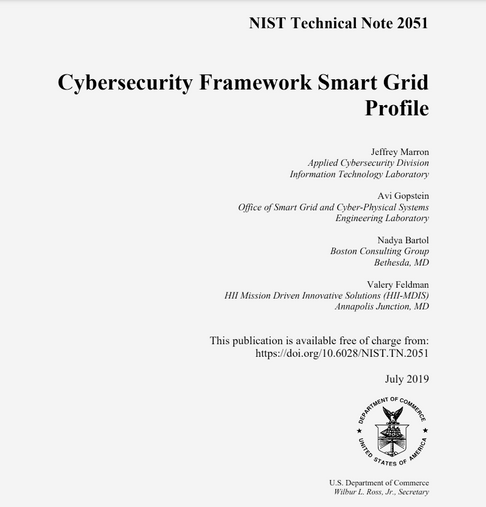 NIST Technical Note 2051
Cybersecurity Framework Smart Grid
Profile
Jeffrey Marron
Applied Cybersecurity Division
Information Technology Laboratory
Avi Gopstein
Office of Smart Grid and Cyber-Physical Systems
Engineering Laboratory
Nadya Bartol
Boston Consulting Group
Bethesda, MD
Valery Feldman
HII Mission Driven Innovative Solutions (HII-MDIS)
Annapolis Junction, MD
This publication is available free of charge from:
https://doi.org/10.6028/NIST.TN.2051
July 2019
DEPARTMENT OF COMMERCE
UNITED STATES OF AMERICA
U.S. Department of Commerce
Wilbur L. Ross, Jr., Secretary